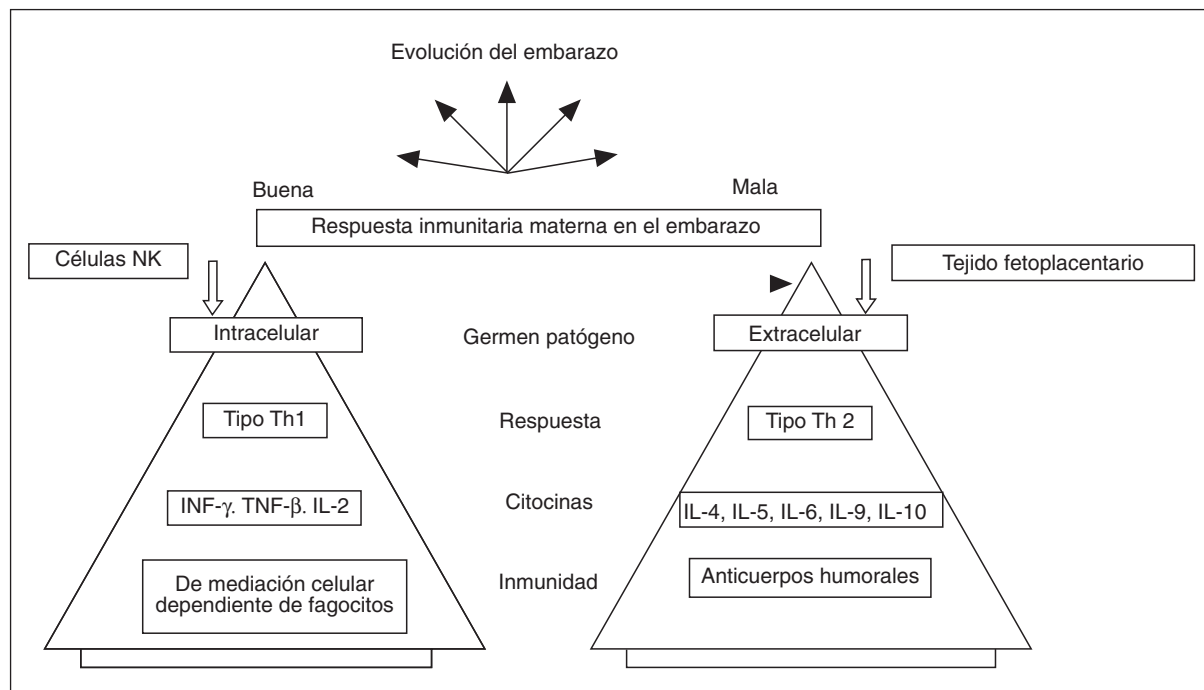 Evolución del embarazo
Buena
Mala
Respuesta inmunitaria materna en el embarazo
Células NK
Tejido fetoplacentario
Intracelular
Germen patógeno
Extracelular
Tipo Th1
Respuesta
Tipo Th 2
INF-γ. TNF-β. IL-2
Citocinas
IL-4, IL-5, IL-6, IL-9, IL-10
De mediación celular
dependiente de fagocitos
Inmunidad
Anticuerpos humorales